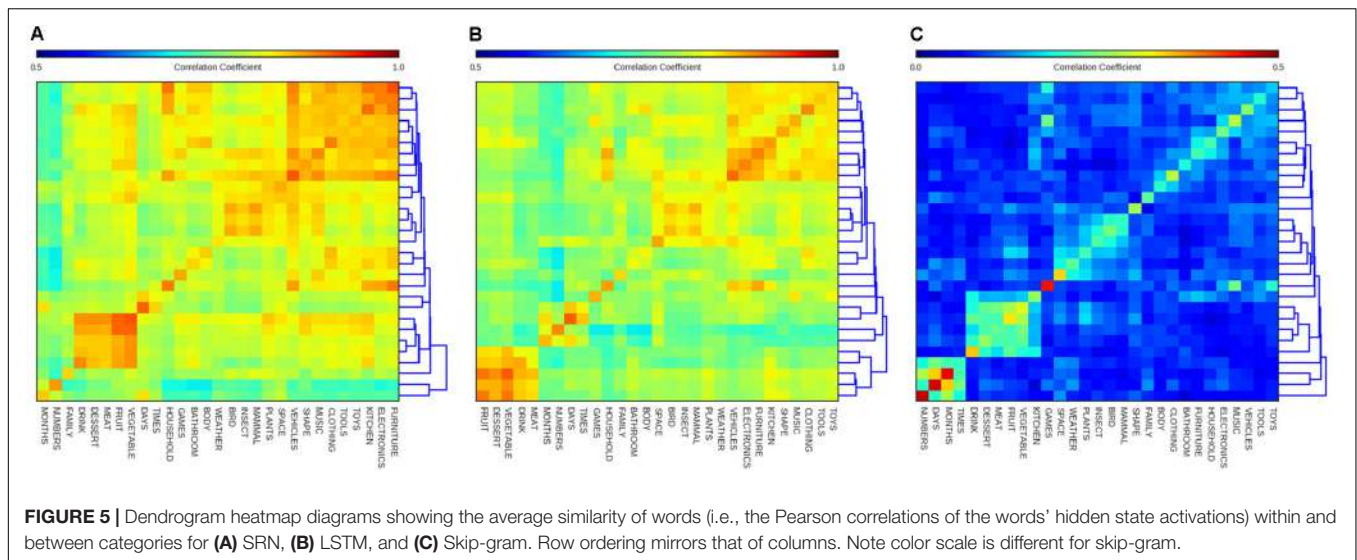 A
B
C
0.5
Correlation Coefficient
1.0
0.5
Correlation Coefficient
1.0
0.0
Correlation Coefficient
0.5
MONTHS
NUMBERS
FAMILY
DRINK
DESSERT
MEAT
FRUIT
VEGETABLE
DAYS
TIMES
HOUSEHOLD
GAMES
BATHROOM
BODY
WEATHER
BIRD
INSECT
MAMMAL
PLANTS
SPACE
VEHICLES
SHAPE
MUSIC
CLOTHING
TOOLS
TOYS
KITCHEN
ELECTRONICS
FURNITURE
FRUIT
DESSERT
VEGETABLE
DRINK
MEAT
MONTHS
NUMBERS
DAYS
TIMES
GAMES
HOUSEHOLD
FAMILY
BATHROOM
BODY
SPACE
BIRD
INSECT
MAMMAL
PLANTS
WEATHER
VEHICLES
ELECTRONICS
FURNITURE
KITCHEN
SHAPE
MUSIC
CLOTHING
TOOLS
TOYS
NUMBERS
DAYS
MONTHS
TIMES
DRINK
DESSERT
MEAT
FRUIT
VEGETABLE
KITCHEN
GAMES
SPACE
WEATHER
PLANTS
INSECT
BIRD
MAMMAL
SHAPE
FAMILY
BODY
CLOTHING
BATHROOM
FURNITURE
HOUSEHOLD
ELECTRONICS
MUSIC
VEHICLES
TOOLS
TOYS
FIGURE 5 | Dendrogram heatmap diagrams showing the average similarity of words (i.e., the Pearson correlations of the words' hidden state activations) within and
between categories for (A) SRN, (B) LSTM, and (C) Skip-gram. Row ordering mirrors that of columns. Note color scale is different for skip-gram.